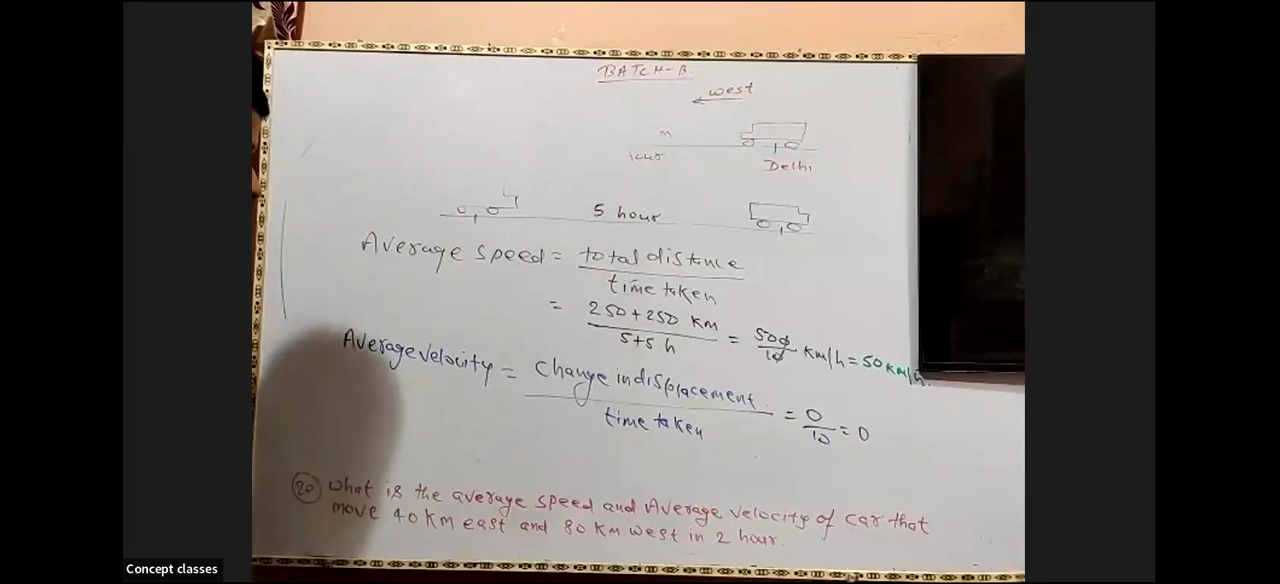 BATCH-B
west
m
hour
Delhi
5 hour
Average speed = total distance
time taken
= 250+250 km
5+5 h
= 500
10
km/h = 50 km/h.
Average velocity = change in displacement
time taken
= 0
10
= 0
20 what is the average speed and Average velocity of car that
move 40 km east and 80 km west in 2 hour.
Concept classes